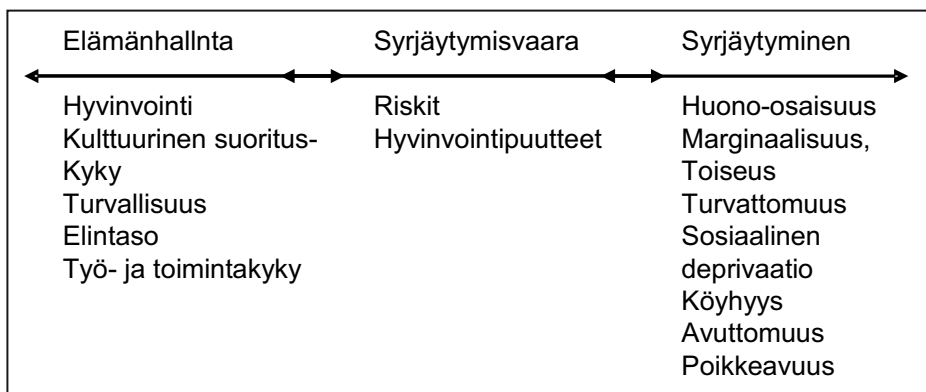 Elämänhallnta
Syrjäytymisvaara
Syrjäytyminen
Hyvinvointi
Kulttuurinen suoritus-
Kyky
Turvallisuus
Elintaso
Työ- ja toimintakyky
Riskit
Hyvinvointipuutteet
Huono-osaisuus
Marginaalisuus,
Toiseus
Turvattomuus
Sosiaalinen
deprivaatio
Köyhyys
Avuttomuus
Poikkeavuus